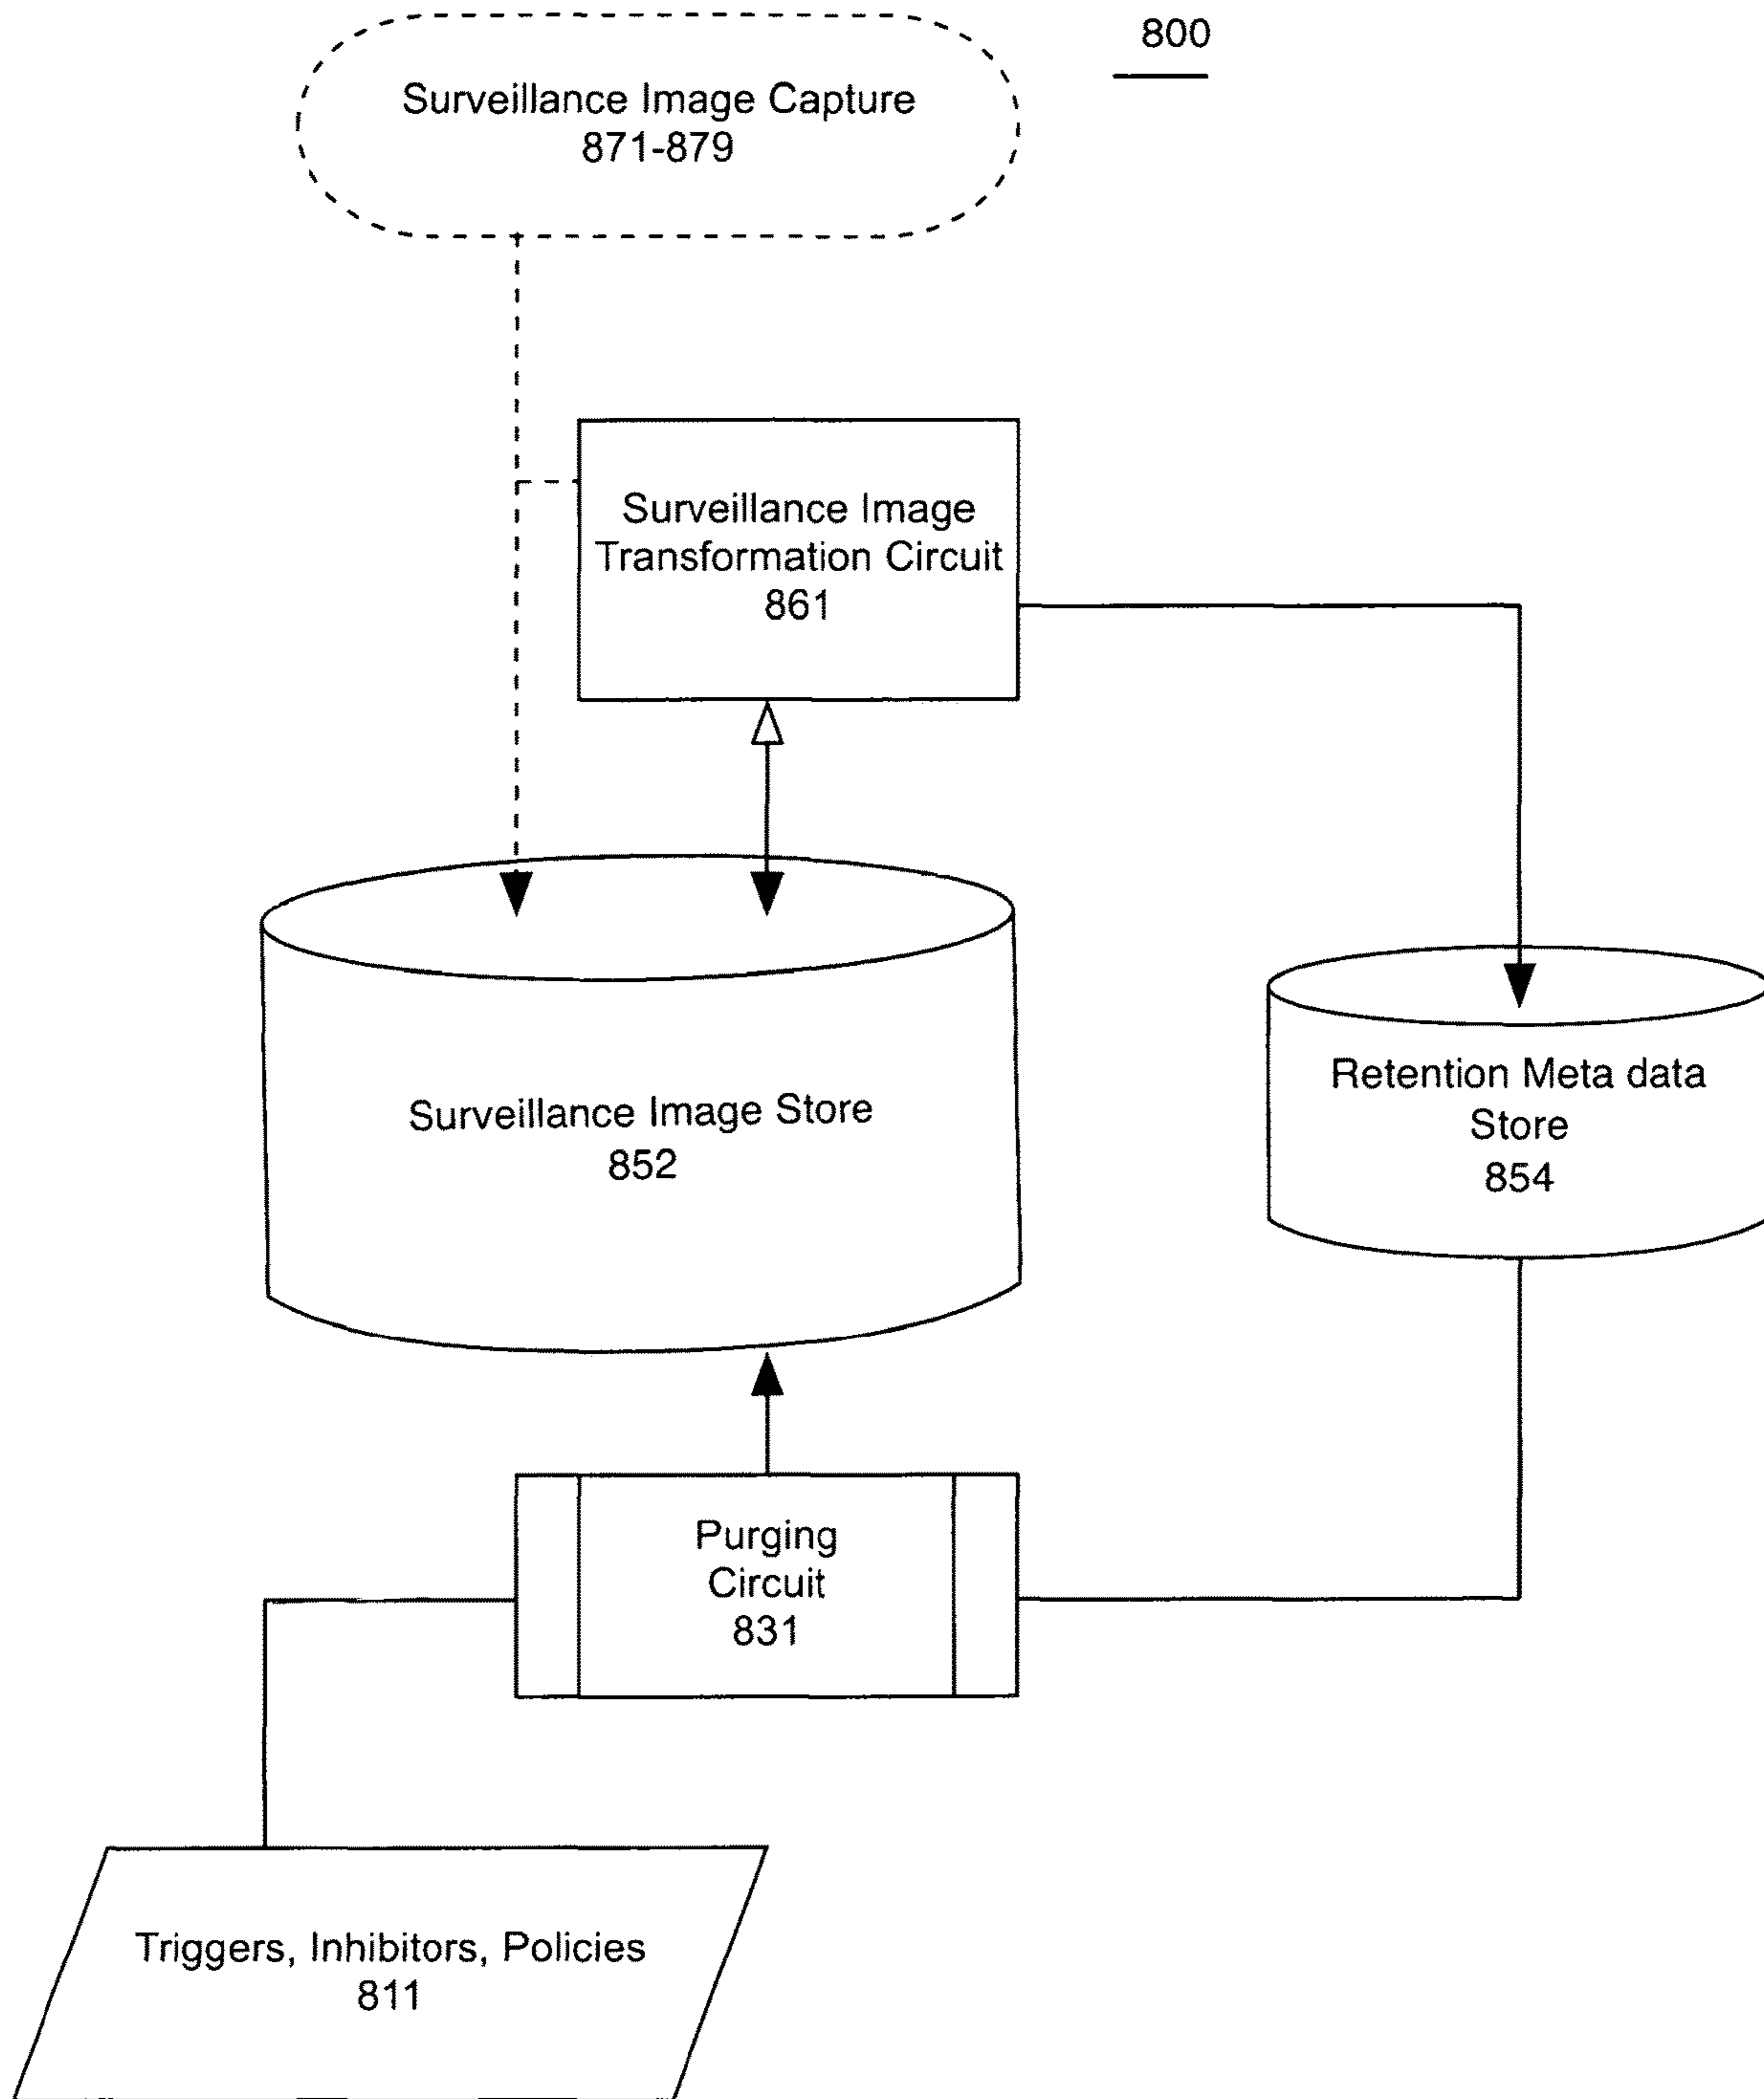 800
Surveillance Image Capture
871-879
Surveillance Image
Transformation Circuit
861
Surveillance Image Store
852
Retention Meta data
Store
854
Purging
Circuit
831
Triggers, Inhibitors, Policies
811